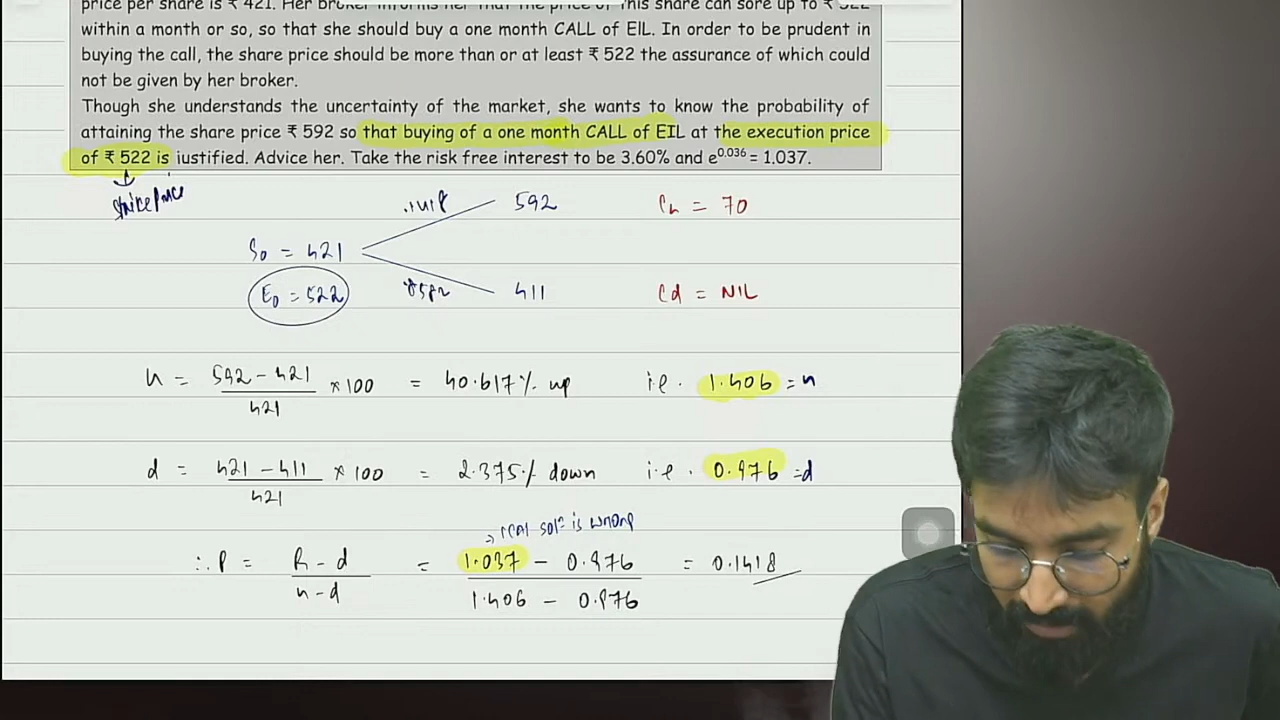 price per share is ₹ 421. Her broker informs her that the price of this share can sore up to ₹ 522
within a month or so, so that she should buy a one month CALL of EIL. In order to be prudent in
buying the call, the share price should be more than or at least ₹ 522 the assurance of which could
not be given by her broker.
Though she understands the uncertainty of the market, she wants to know the probability of
attaining the share price ₹ 592 so that buying of a one month CALL of EIL at the execution price
of ₹ 522 is justified. Advice her. Take the risk free interest to be 3.60% and e^0.036 = 1.037.
Strike Price
.1418 592 Cu = 70
S0 = 421
E0 = 522 .8582 411 Cd = NIL
u = 592 - 421 / 421 × 100 = 40.617% up i.e. 1.406 = u
d = 421 - 411 / 421 × 100 = 2.375% down i.e. 0.976 = d
→ real sol^n is wrong
∴ P = R - d / u - d = 1.037 - 0.976 / 1.406 - 0.976 = 0.1418